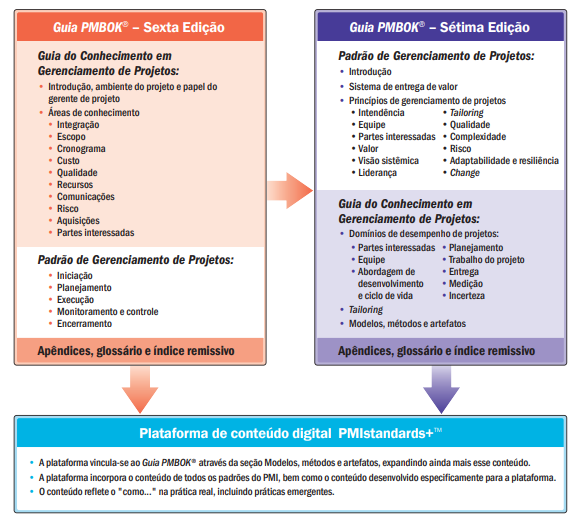 Guia PMBOK® – Sexta Edição
Guia do Conhecimento em
Gerenciamento de Projetos:
• Introdução, ambiente do projeto e papel do
gerente de projeto
• Áreas de conhecimento
• Integração
• Escopo
• Cronograma
• Custo
• Qualidade
• Recursos
• Comunicações
• Risco
• Aquisições
• Partes interessadas
Padrão de Gerenciamento de Projetos:
• Iniciação
• Planejamento
• Execução
• Monitoramento e controle
• Encerramento
Apêndices, glossário e índice remissivo
Guia PMBOK® – Sétima Edição
Padrão de Gerenciamento de Projetos:
• Introdução
• Sistema de entrega de valor
• Princípios de gerenciamento de projetos
• Intendência
• Equipe
• Partes interessadas
• Valor
• Visão sistêmica
• Liderança
• Tailoring
• Qualidade
• Complexidade
• Risco
• Adaptabilidade e resiliência
• Change
Guia do Conhecimento em
Gerenciamento de Projetos:
• Domínios de desempenho de projetos:
• Partes interessadas
• Equipe
• Abordagem de
desenvolvimento
e ciclo de vida
• Planejamento
• Trabalho do projeto
• Entrega
• Medição
• Incerteza
• Tailoring
• Modelos, métodos e artefatos
Apêndices, glossário e índice remissivo
Plataforma de conteúdo digital PMIstandards+™
• A plataforma vincula-se ao Guia PMBOK® através da seção Modelos, métodos e artefatos, expandindo ainda mais esse conteúdo.
• A plataforma incorpora o conteúdo de todos os padrões do PMI, bem como o conteúdo desenvolvido especificamente para a plataforma.
• O conteúdo reflete o "como..." na prática real, incluindo práticas emergentes.